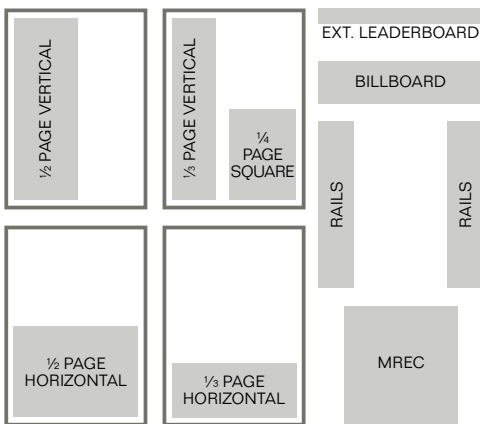 ½ PAGE VERTICAL
⅓ PAGE VERTICAL
¼
PAGE
SQUARE
EXT. LEADERBOARD
BILLBOARD
RAILS
RAILS
½ PAGE
HORIZONTAL
⅓ PAGE
HORIZONTAL
MREC